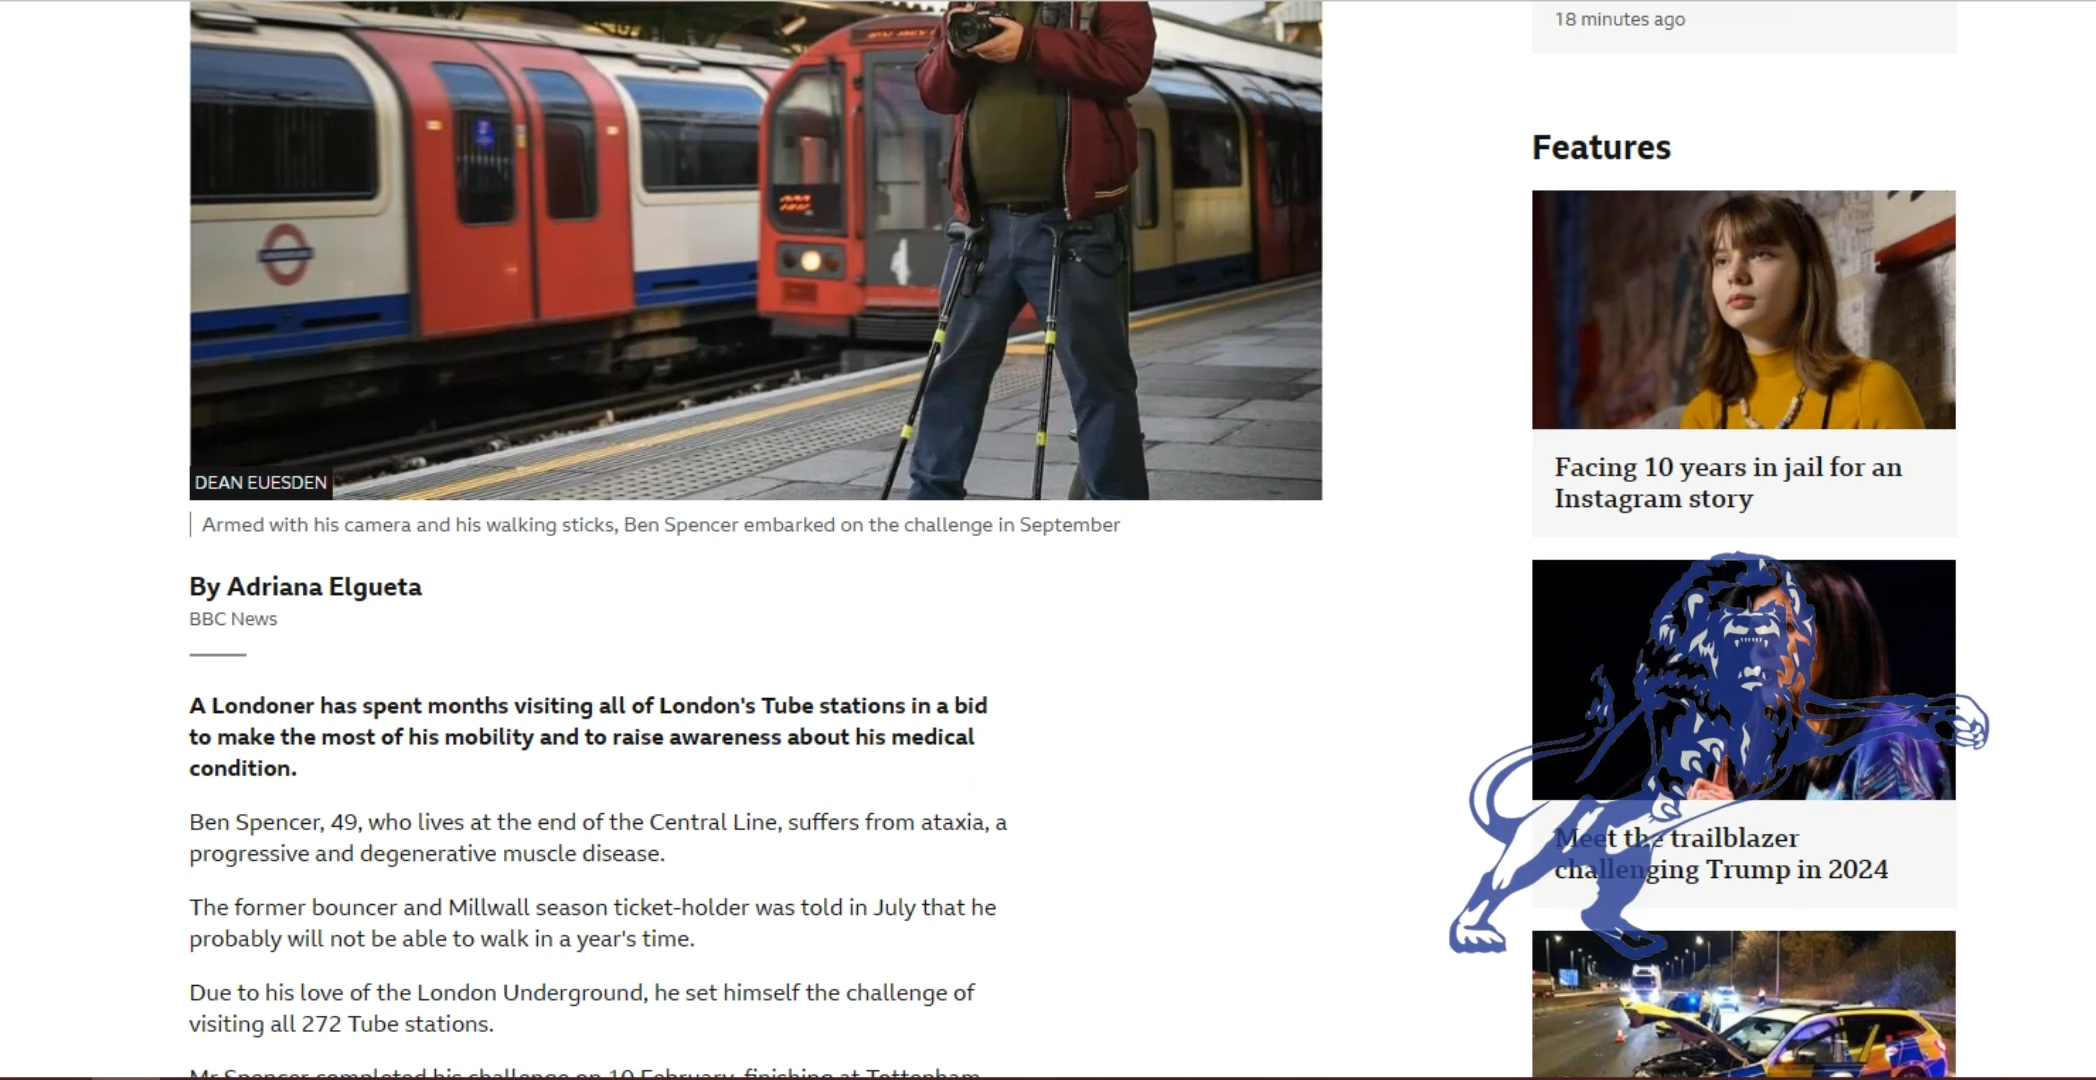 18 minutes ago
Features
DEAN EUESDEN
Armed with his camera and his walking sticks, Ben Spencer embarked on the challenge in September
Facing 10 years in jail for an
Instagram story
By Adriana Elgueta
BBC News
A Londoner has spent months visiting all of London's Tube stations in a bid
to make the most of his mobility and to raise awareness about his medical
condition.
Ben Spencer, 49, who lives at the end of the Central Line, suffers from ataxia, a
progressive and degenerative muscle disease.
Meet the trailblazer
challenging Trump in 2024
The former bouncer and Millwall season ticket-holder was told in July that he
probably will not be able to walk in a year's time.
Due to his love of the London Underground, he set himself the challenge of
visiting all 272 Tube stations.
Mr Spencer completed his challenge on 10 February, finishing at Tottenham